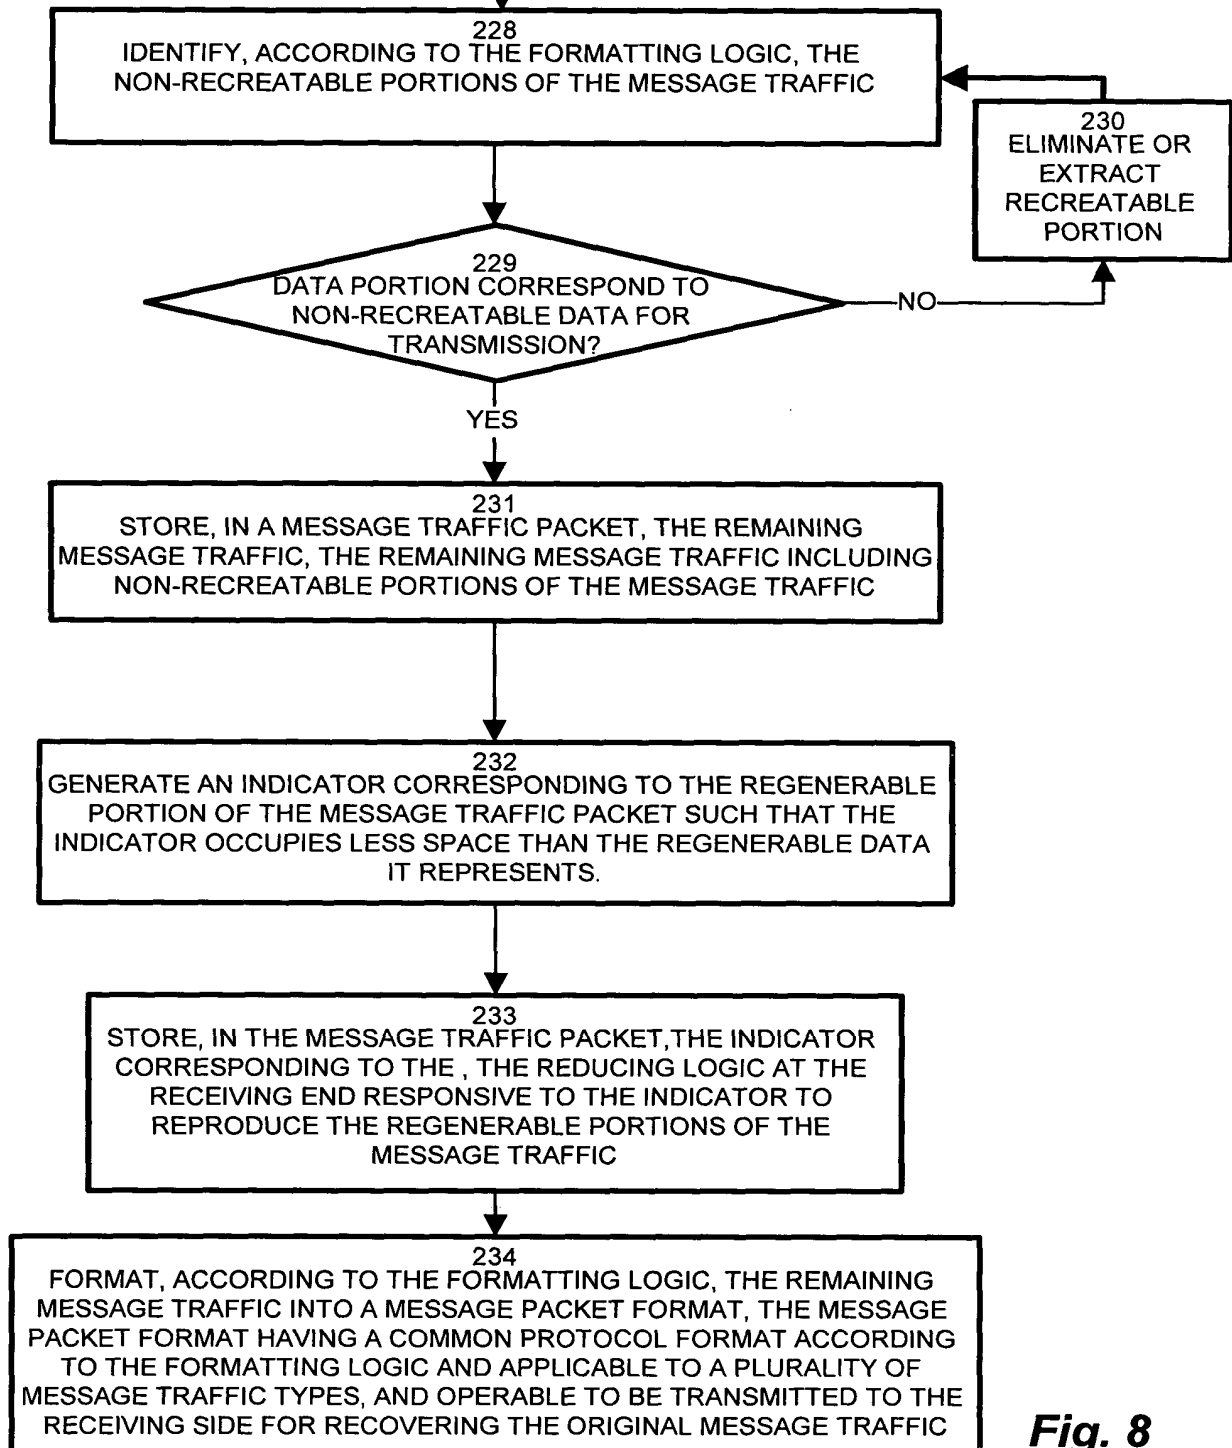 228
IDENTIFY, ACCORDING TO THE FORMATTING LOGIC, THE
NON-RECREATABLE PORTIONS OF THE MESSAGE TRAFFIC
230
ELIMINATE OR
EXTRACT
RECREATABLE
PORTION
229
DATA PORTION CORRESPOND TO
NON-RECREATABLE DATA FOR
TRANSMISSION?
NO
YES
231
STORE, IN A MESSAGE TRAFFIC PACKET, THE REMAINING
MESSAGE TRAFFIC, THE REMAINING MESSAGE TRAFFIC INCLUDING
NON-RECREATABLE PORTIONS OF THE MESSAGE TRAFFIC
232
GENERATE AN INDICATOR CORRESPONDING TO THE REGENERABLE
PORTION OF THE MESSAGE TRAFFIC PACKET SUCH THAT THE
INDICATOR OCCUPIES LESS SPACE THAN THE REGENERABLE DATA
IT REPRESENTS.
233
STORE, IN THE MESSAGE TRAFFIC PACKET,THE INDICATOR
CORRESPONDING TO THE , THE REDUCING LOGIC AT THE
RECEIVING END RESPONSIVE TO THE INDICATOR TO
REPRODUCE THE REGENERABLE PORTIONS OF THE
MESSAGE TRAFFIC
234
FORMAT, ACCORDING TO THE FORMATTING LOGIC, THE REMAINING
MESSAGE TRAFFIC INTO A MESSAGE PACKET FORMAT, THE MESSAGE
PACKET FORMAT HAVING A COMMON PROTOCOL FORMAT ACCORDING
TO THE FORMATTING LOGIC AND APPLICABLE TO A PLURALITY OF
MESSAGE TRAFFIC TYPES, AND OPERABLE TO BE TRANSMITTED TO THE
RECEIVING SIDE FOR RECOVERING THE ORIGINAL MESSAGE TRAFFIC
Fig. 8